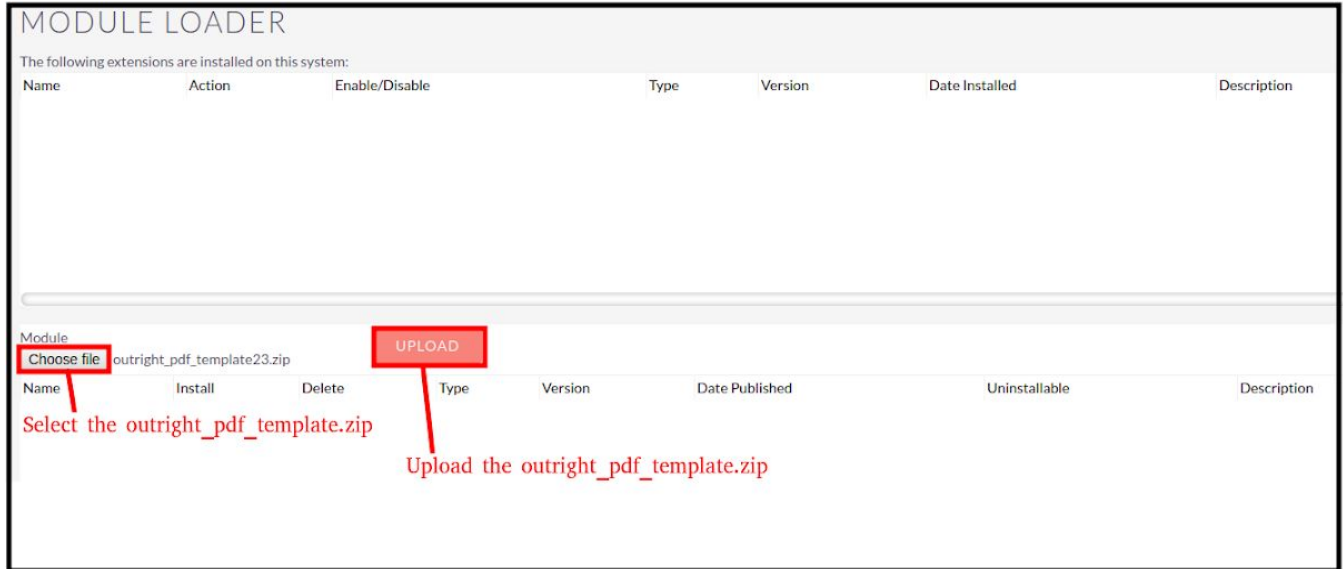 MODULE LOADER
The following extensions are installed on this system:
Name Action Enable/Disable Type Version Date Installed Description
Module
UPLOAD
Choose file outright_pdf_template23.zip
Name Install Delete Type Version Date Published Uninstallable Description
Select the outright_pdf_template.zip
Upload the outright_pdf_template.zip